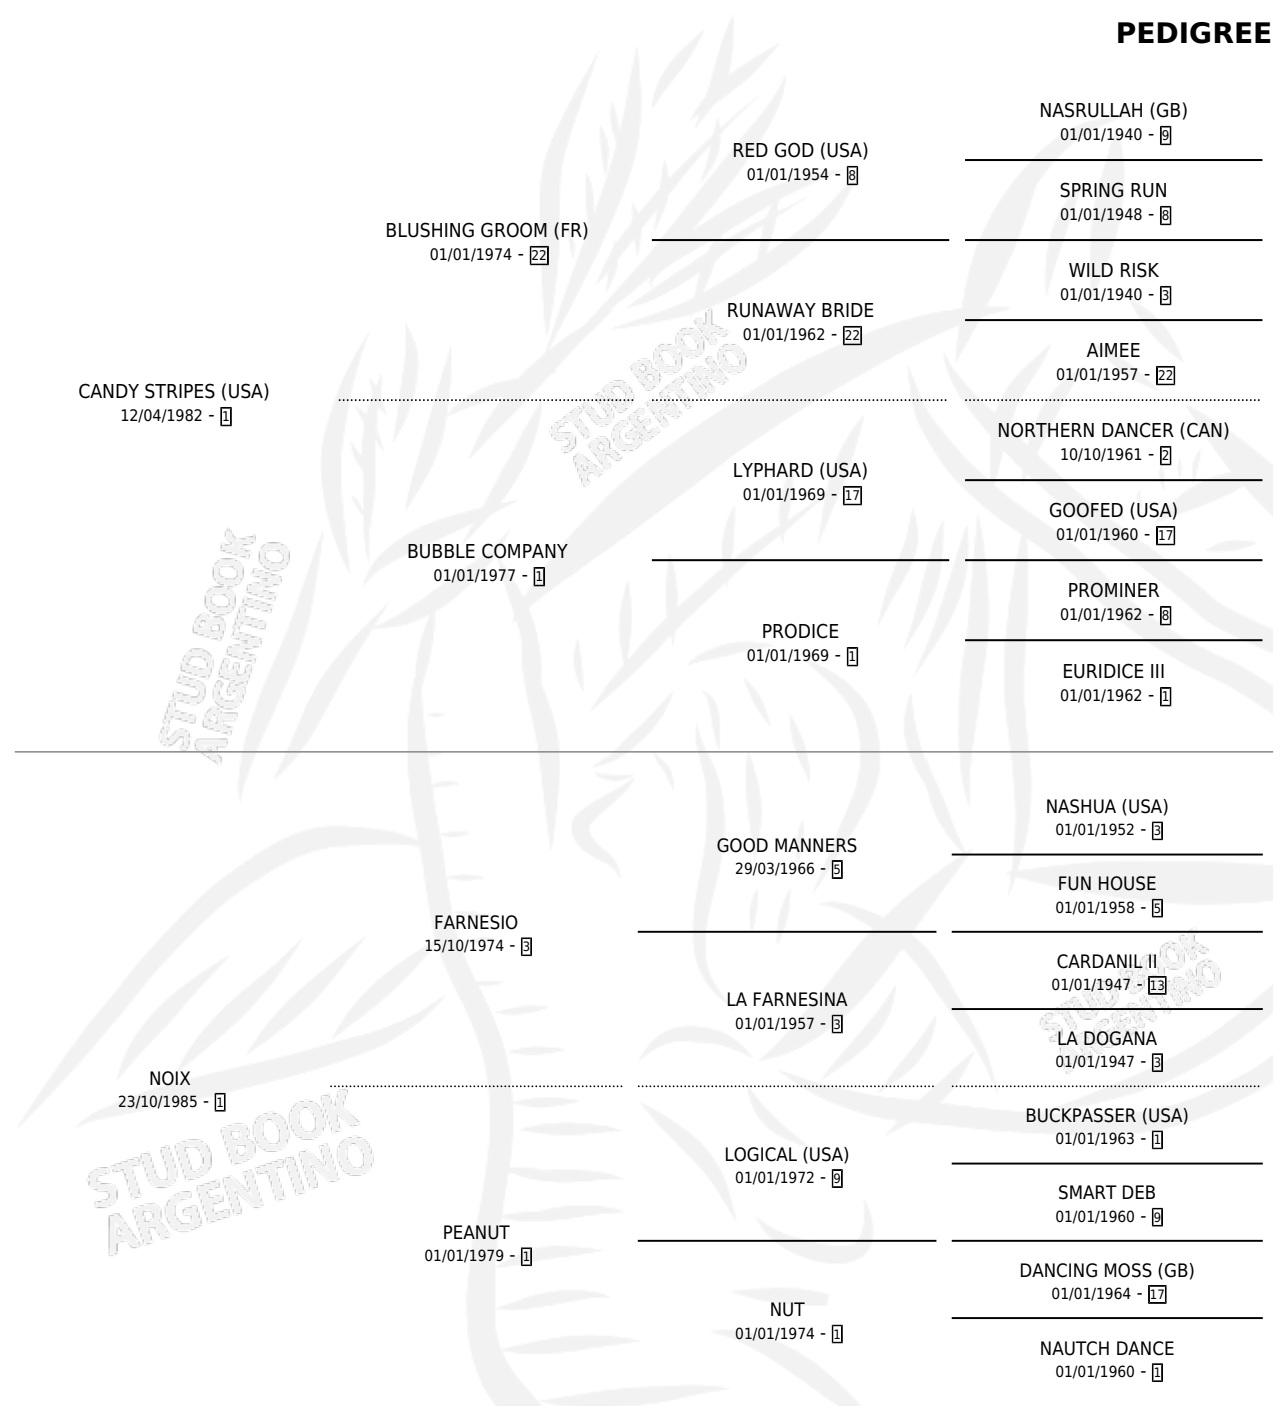 PEDIGREE
NASRULLAH (GB)
01/01/1940 - 9
RED GOD (USA)
01/01/1954 - 8
SPRING RUN
01/01/1948 - 8
BLUSHING GROOM (FR)
01/01/1974 - 22
WILD RISK
01/01/1940 - 3
RUNAWAY BRIDE
01/01/1962 - 22
AIMEE
01/01/1957 - 22
CANDY STRIPES (USA)
12/04/1982 - 1
STUD BOOK
ARGENTINO
NORTHERN DANCER (CAN)
10/10/1961 - 2
LYPHARD (USA)
01/01/1969 - 17
GOOFED (USA)
01/01/1960 - 17
BUBBLE COMPANY
01/01/1977 - 1
PROMINER
01/01/1962 - 8
PRODICE
01/01/1969 - 1
EURIDICE III
01/01/1962 - 1
STUD BOOK
ARGENTINO
NASHUA (USA)
01/01/1952 - 3
GOOD MANNERS
29/03/1966 - 5
FUN HOUSE
01/01/1958 - 5
FARNESIO
15/10/1974 - 3
CARDANIL II
01/01/1947 - 13
LA FARNESINA
01/01/1957 - 3
STUD BOOK
ARGENTINO
LA DOGANA
01/01/1947 - 3
NOIX
23/10/1985 - 1
BUCKPASSER (USA)
01/01/1963 - 1
LOGICAL (USA)
01/01/1972 - 9
STUD BOOK
ARGENTINO
SMART DEB
01/01/1960 - 9
PEANUT
01/01/1979 - 1
DANCING MOSS (GB)
01/01/1964 - 17
NUT
01/01/1974 - 1
NAUTCH DANCE
01/01/1960 - 1